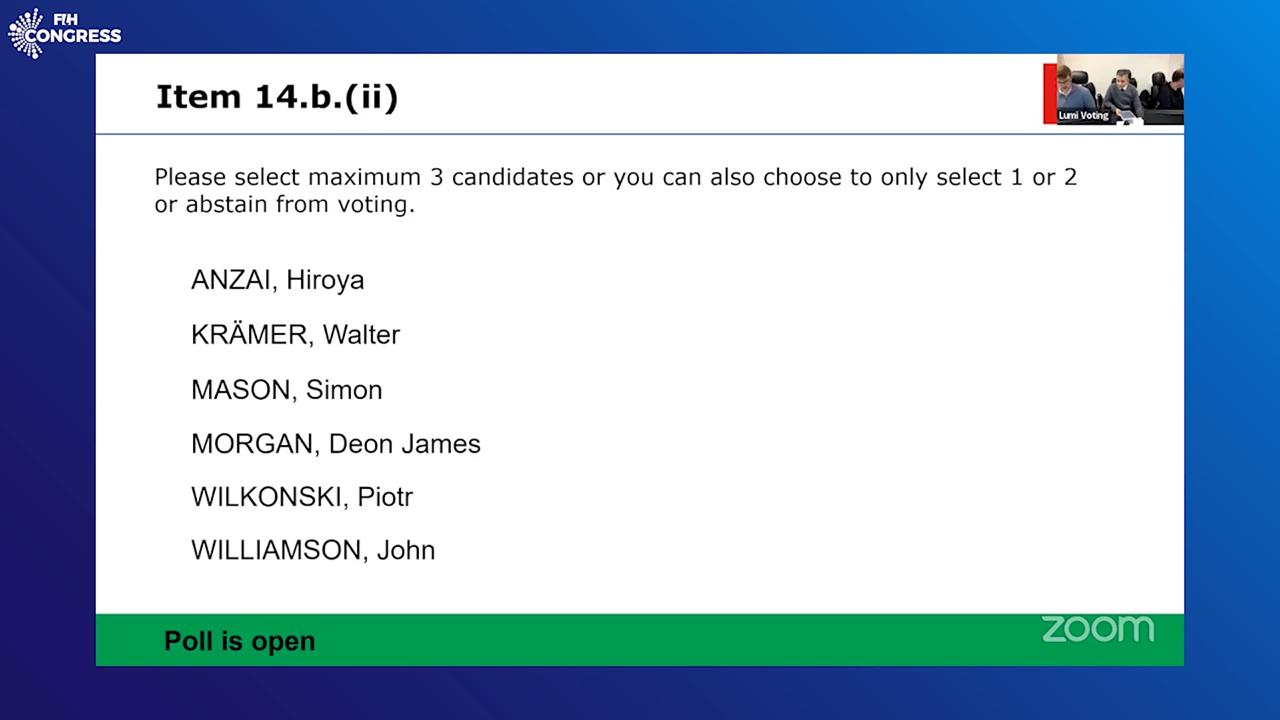 FIH
CONGRESS
Item 14.b.(ii)
Lumi Voting
Please select maximum 3 candidates or you can also choose to only select 1 or 2
or abstain from voting.
ANZAI, Hiroya
KRÄMER, Walter
MASON, Simon
MORGAN, Deon James
WILKONSKI, Piotr
WILLIAMSON, John
Poll is open
zoom